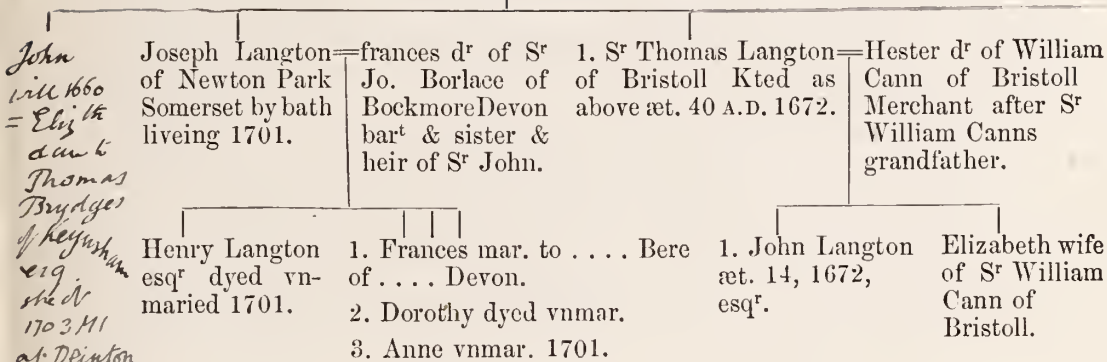 John
will 1660
= Eliz th
dau to
Thomas
Brydges
of Keynsham
esq.
she d
1703 MI
at Deinton
Joseph Langton=frances dʳ of Sʳ
of Newton Park Jo. Borlace of
Somerset by bath BockmoreDevon
liveing 1701. barᵗ & sister &
heir of Sʳ John.
1. Sʳ Thomas Langton=Hester dʳ of William
of Bristoll Kted as Cann of Bristoll
above æt. 40 A.D. 1672. Merchant after Sʳ
William Canns
grandfather.
Henry Langton
esqʳ dyed vn-
maried 1701.
1. Frances mar. to .... Bere
of .... Devon.
2. Dorothy dyed vnmar.
3. Anne vnmar. 1701.
1. John Langton
æt. 14, 1672,
esqʳ.
Elizabeth wife
of Sʳ William
Cann of
Bristoll.